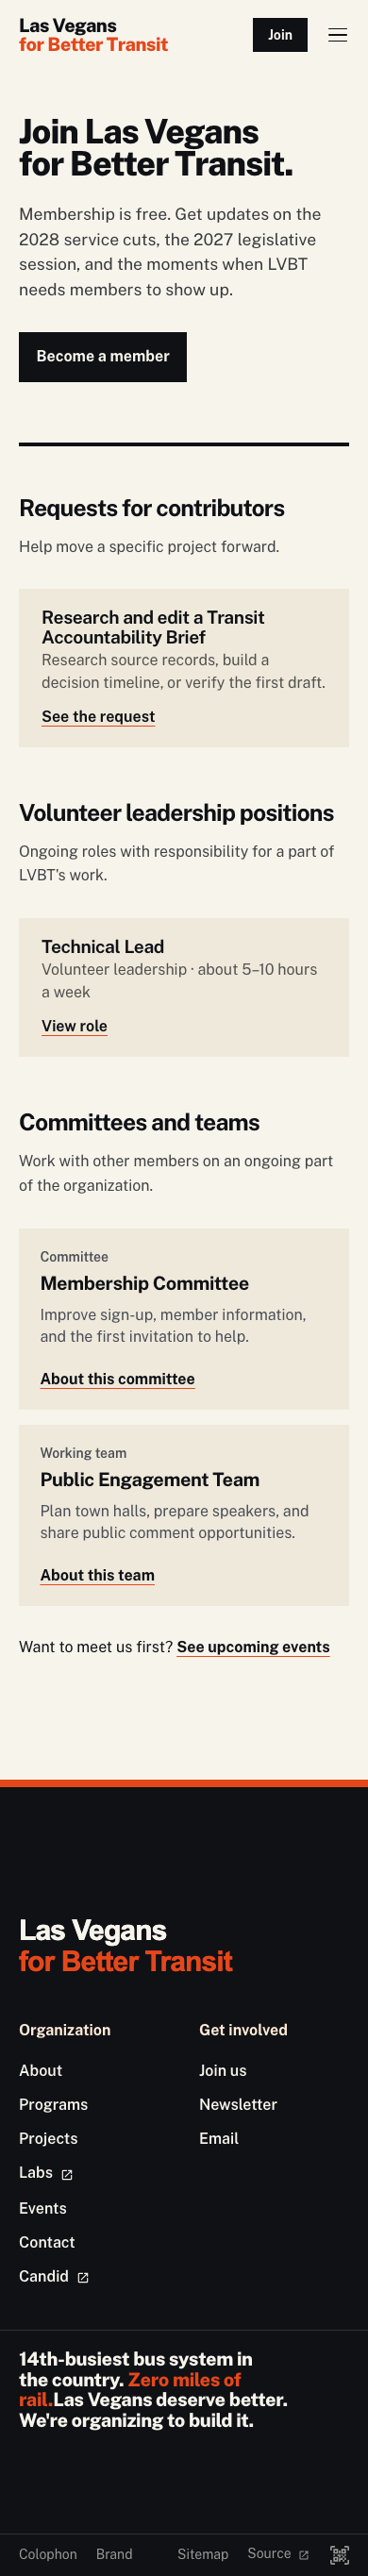 Las Vegans
for Better Transit
Join
Join Las Vegans
for Better Transit.
Membership is free. Get updates on the
2028 service cuts, the 2027 legislative
session, and the moments when LVBT
needs members to show up.
Become a member
Requests for contributors
Help move a specific project forward.
Research and edit a Transit
Accountability Brief
Research source records, build a
decision timeline, or verify the first draft.
See the request
Volunteer leadership positions
Ongoing roles with responsibility for a part of
LVBT's work.
Technical Lead
Volunteer leadership · about 5–10 hours
a week
View role
Committees and teams
Work with other members on an ongoing part
of the organization.
Committee
Membership Committee
Improve sign-up, member information,
and the first invitation to help.
About this committee
Working team
Public Engagement Team
Plan town halls, prepare speakers, and
share public comment opportunities.
About this team
Want to meet us first? See upcoming events
Las Vegans
for Better Transit
Organization
About
Programs
Projects
Labs
Events
Contact
Candid
Get involved
Join us
Newsletter
Email
14th-busiest bus system in
the country. Zero miles of
rail.Las Vegans deserve better.
We're organizing to build it.
Colophon Brand Sitemap Source